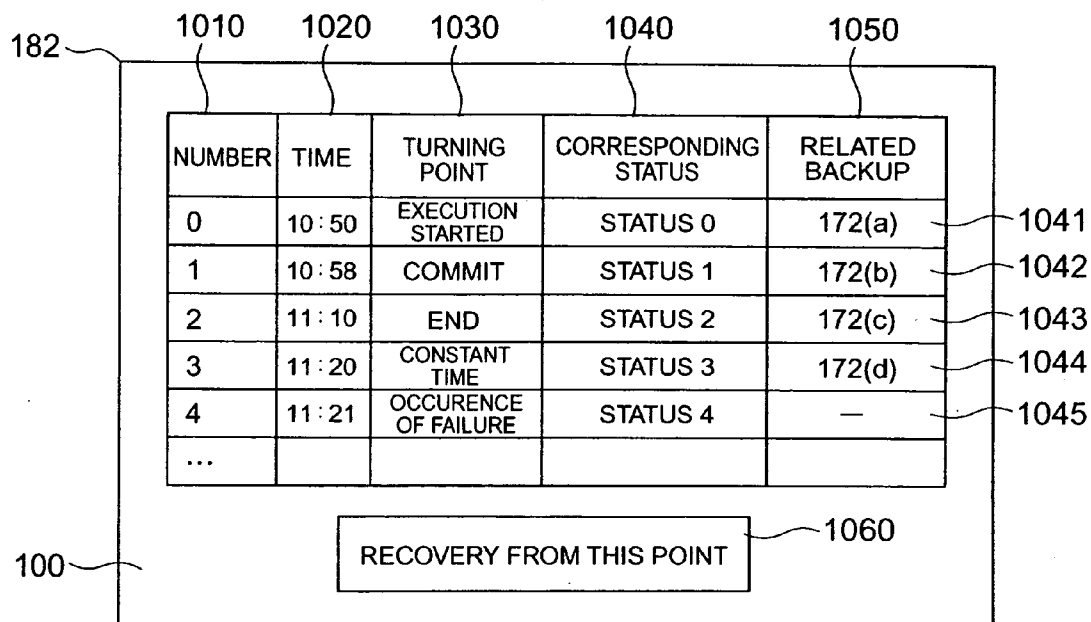 1010 1020 1030 1040 1050
182
NUMBER TIME TURNING POINT CORRESPONDING STATUS RELATED BACKUP
0 10:50 EXECUTION STARTED STATUS 0 172(a) 1041
1 10:58 COMMIT STATUS 1 172(b) 1042
2 11:10 END STATUS 2 172(c) 1043
3 11:20 CONSTANT TIME STATUS 3 172(d) 1044
4 11:21 OCCURENCE OF FAILURE STATUS 4 — 1045
...
1060
RECOVERY FROM THIS POINT
100